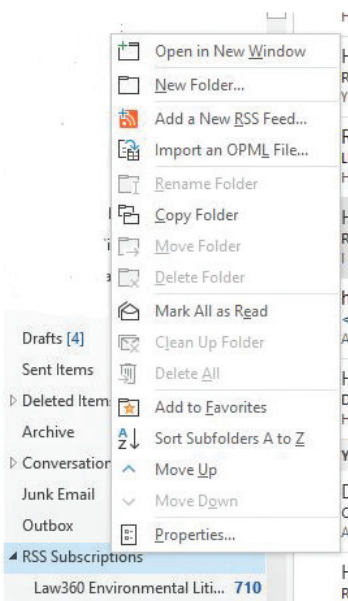 Open in New Window
New Folder...
Add a New RSS Feed...
Import an OPML File...
Rename Folder
Copy Folder
Move Folder
Delete Folder
Mark All as Read
Clean Up Folder
Delete All
Add to Favorites
Sort Subfolders A to Z
Move Up
Move Down
Properties...
Drafts [4]
Sent Items
Deleted Item
Archive
Conversation
Junk Email
Outbox
RSS Subscriptions
Law360 Environmental Liti... 710